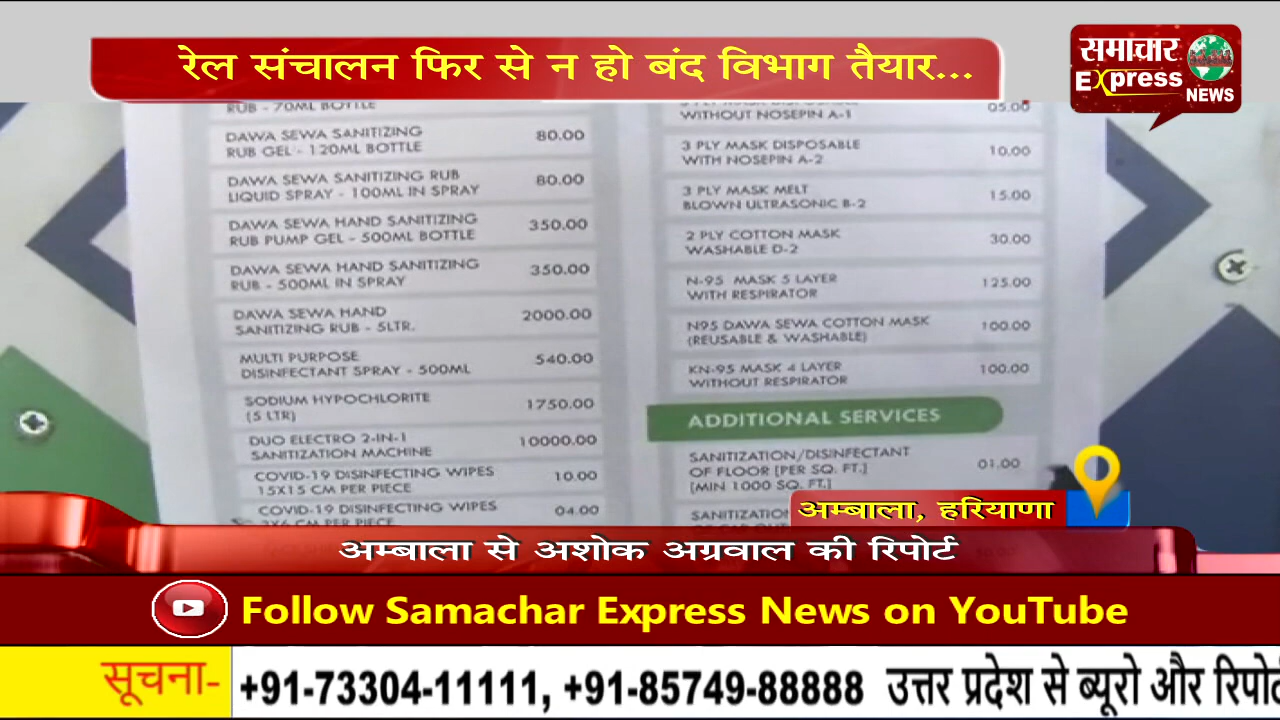 रेल संचालन फिर से न हो बंद विभाग तैयार...
समाचार
Express
NEWS
RUB - 70ML BOTTLE
DAWA SEWA SANITIZING
RUB GEL - 120ML BOTTLE 80.00
DAWA SEWA SANITIZING RUB
LIQUID SPRAY - 100ML IN SPRAY 80.00
DAWA SEWA HAND SANITIZING
RUB PUMP GEL - 500ML BOTTLE 350.00
DAWA SEWA HAND SANITIZING
RUB - 500ML IN SPRAY 350.00
DAWA SEWA HAND
SANITIZING RUB - 5LTR. 2000.00
MULTI PURPOSE
DISINFECTANT SPRAY - 500ML 540.00
SODIUM HYPOCHLORITE
(5 LTR) 1750.00
DUO ELECTRO 2-IN-1
SANITIZATION MACHINE 10000.00
COVID-19 DISINFECTING WIPES
15X15 CM PER PIECE 10.00
COVID-19 DISINFECTING WIPES 04.00
CM PER PIECE
WITHOUT NOSEPIN A-1 05.00
3 PLY MASK DISPOSABLE
WITH NOSEPIN A-2 10.00
3 PLY MASK MELT
BLOWN ULTRASONIC B-2 15.00
2 PLY COTTON MASK
WASHABLE D-2 30.00
N-95 MASK 5 LAYER
WITH RESPIRATOR 125.00
N95 DAWA SEWA COTTON MASK
(REUSABLE & WASHABLE) 100.00
KN-95 MASK 4 LAYER
WITHOUT RESPIRATOR 100.00
ADDITIONAL SERVICES
SANITIZATION/DISINFECTANT
OF FLOOR [PER SQ. FT.] 01.00
[MIN 1000 SQ. FT.]
अम्बाला, हरियाणा
अम्बाला से अशोक अग्रवाल की रिपोर्ट
Follow Samachar Express News on YouTube
सूचना- +91-73304-11111, +91-85749-88888 उत्तर प्रदेश से ब्यूरो और